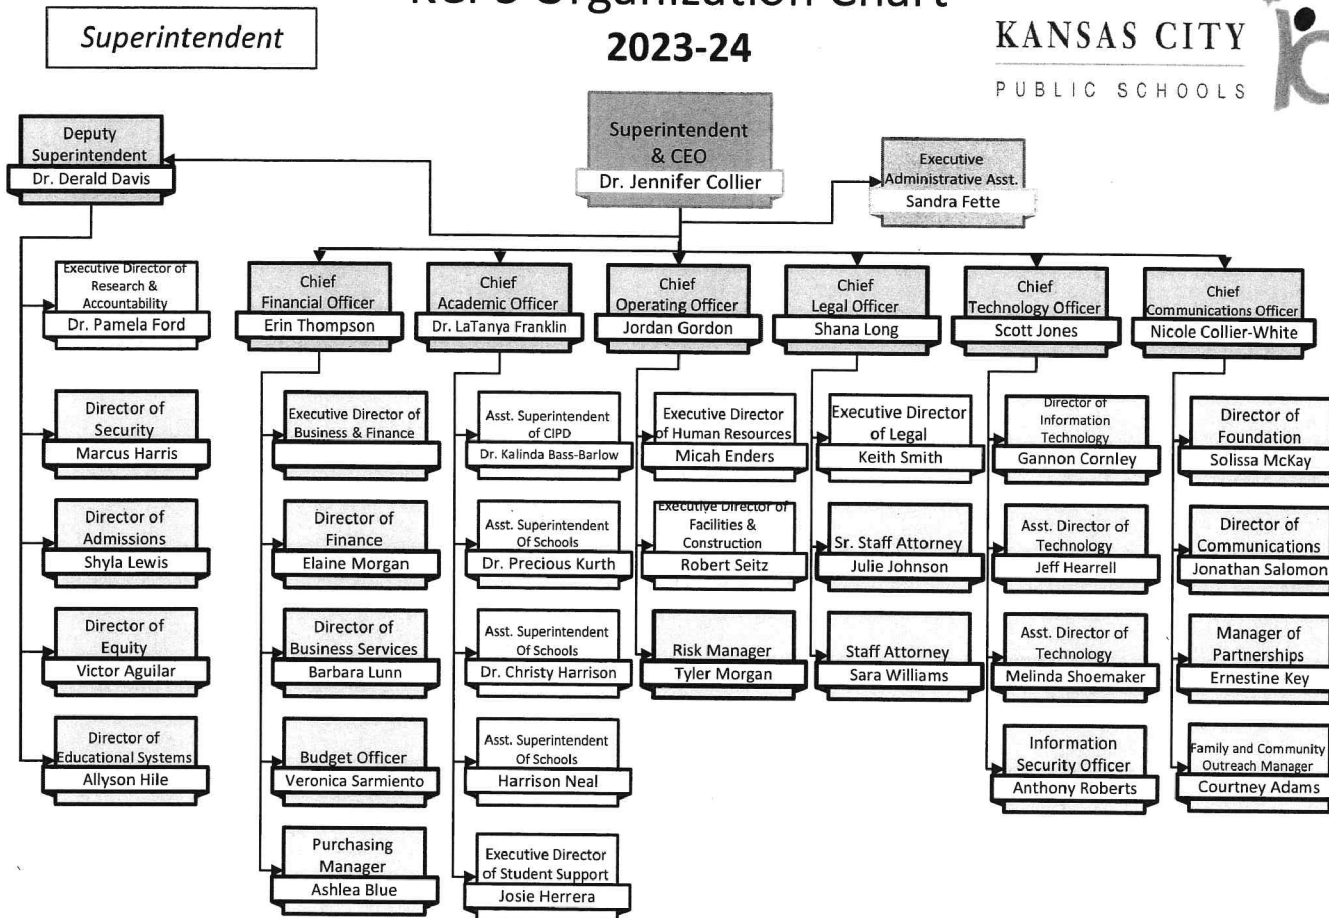 KCPS Organization Chart
2023-24
Superintendent
KANSAS CITY
PUBLIC SCHOOLS
Superintendent
& CEO
Dr. Jennifer Collier
Deputy
Superintendent
Dr. Derald Davis
Executive
Administrative Asst.
Sandra Fette
Executive Director of
Research &
Accountability
Dr. Pamela Ford
Director of
Security
Marcus Harris
Director of
Admissions
Shyla Lewis
Director of
Equity
Victor Aguilar
Director of
Educational Systems
Allyson Hile
Chief
Financial Officer
Erin Thompson
Executive Director of
Business & Finance
Director of
Finance
Elaine Morgan
Director of
Business Services
Barbara Lunn
Budget Officer
Veronica Sarmiento
Purchasing
Manager
Ashlea Blue
Chief
Academic Officer
Dr. LaTanya Franklin
Asst. Superintendent
of CIPD
Dr. Kalinda Bass-Barlow
Asst. Superintendent
Of Schools
Dr. Precious Kurth
Asst. Superintendent
Of Schools
Dr. Christy Harrison
Asst. Superintendent
Of Schools
Harrison Neal
Executive Director
of Student Support
Josie Herrera
Chief
Operating Officer
Jordan Gordon
Executive Director
of Human Resources
Micah Enders
Executive Director of
Facilities &
Construction
Robert Seitz
Risk Manager
Tyler Morgan
Chief
Legal Officer
Shana Long
Executive Director
of Legal
Keith Smith
Sr. Staff Attorney
Julie Johnson
Staff Attorney
Sara Williams
Chief
Technology Officer
Scott Jones
Director of
Information
Technology
Gannon Cornley
Asst. Director of
Technology
Jeff Hearrell
Asst. Director of
Technology
Melinda Shoemaker
Information
Security Officer
Anthony Roberts
Chief
Communications Officer
Nicole Collier-White
Director of
Foundation
Solissa McKay
Director of
Communications
Jonathan Salomon
Manager of
Partnerships
Ernestine Key
Family and Community
Outreach Manager
Courtney Adams